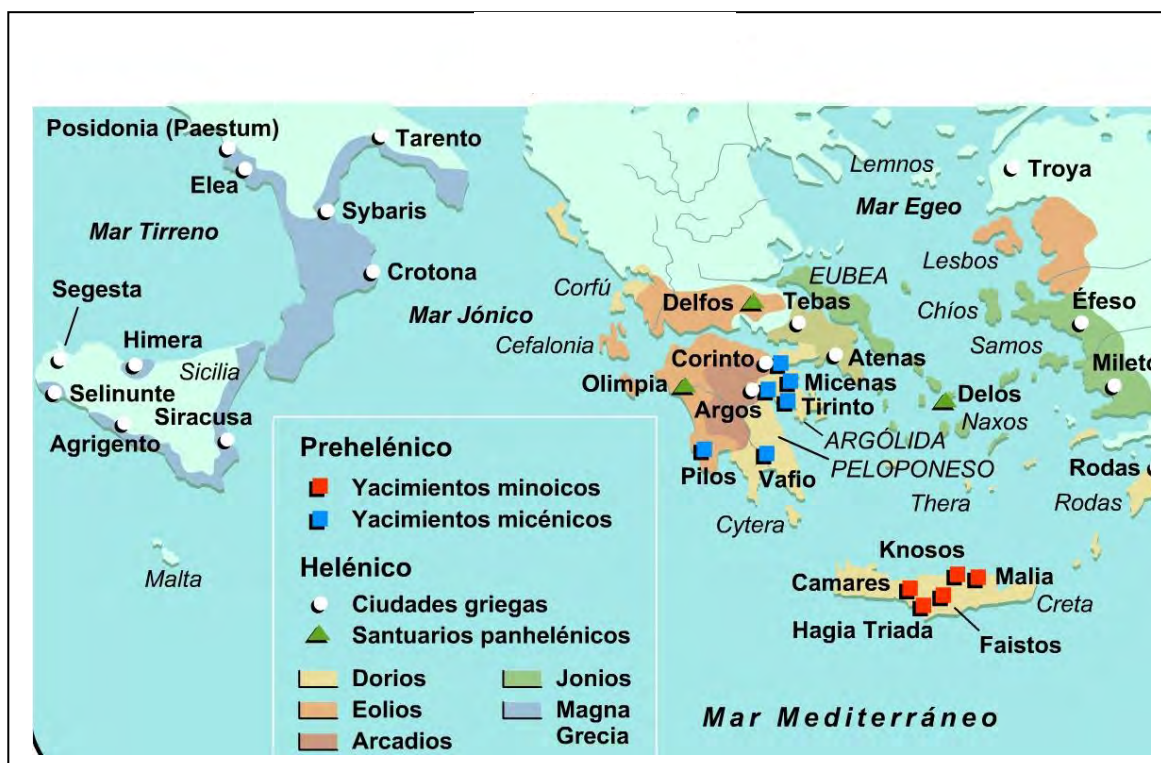 Posidonia (Paestum)
Tarento
Elea
Sybaris
Mar Tirreno
Crotona
Segesta
Mar Jónico
Himera
Sicilia
Selinunte
Siracusa
Agrigento
Malta
Lemnos
Troya
Mar Egeo
Lesbos
EUBEA
Corfú
Delfos
Tebas
Chíos
Éfeso
Cefalonia
Samos
Corinto
Atenas
Mileto
Olimpia
Micenas
Delos
Argos
Tirinto
Naxos
ARGÓLIDA
Pilos
Vafio
PELOPONESO
Rodas
Thera
Rodas
Cytera
Knosos
Camares
Malia
Creta
Hagia Triada
Faistos
Mar Mediterráneo
Prehelénico
Yacimientos minoicos
Yacimientos micénicos
Helénico
Ciudades griegas
Santuarios panhelénicos
Dorios
Eolios
Arcadios
Jonios
Magna
Grecia